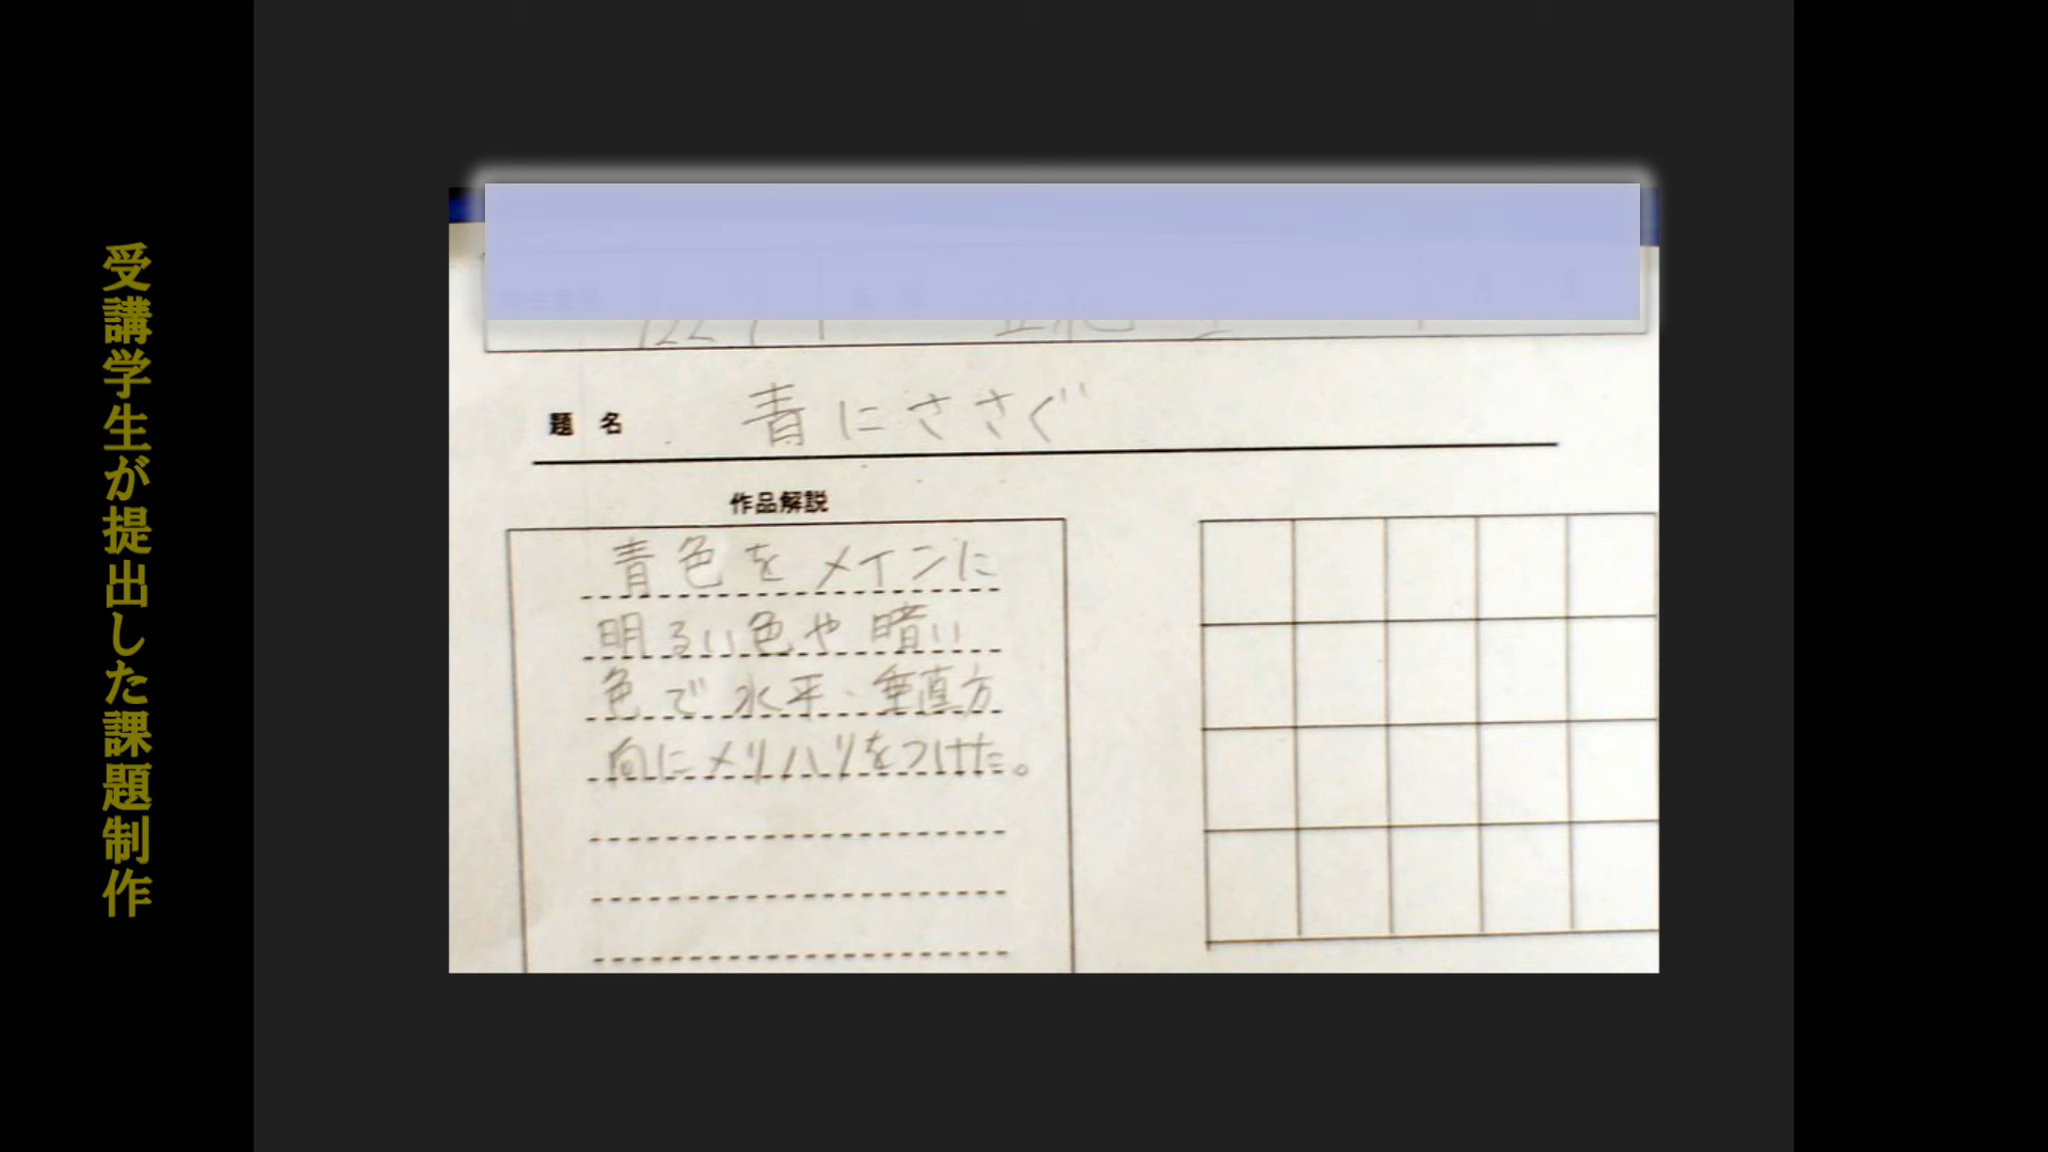 受講学生が提出した課題制作
題 名 青にささぐ
作品解説
青色をメインに
明るい色や暗い
色で水平・垂直方
向にメリハリをつけた。